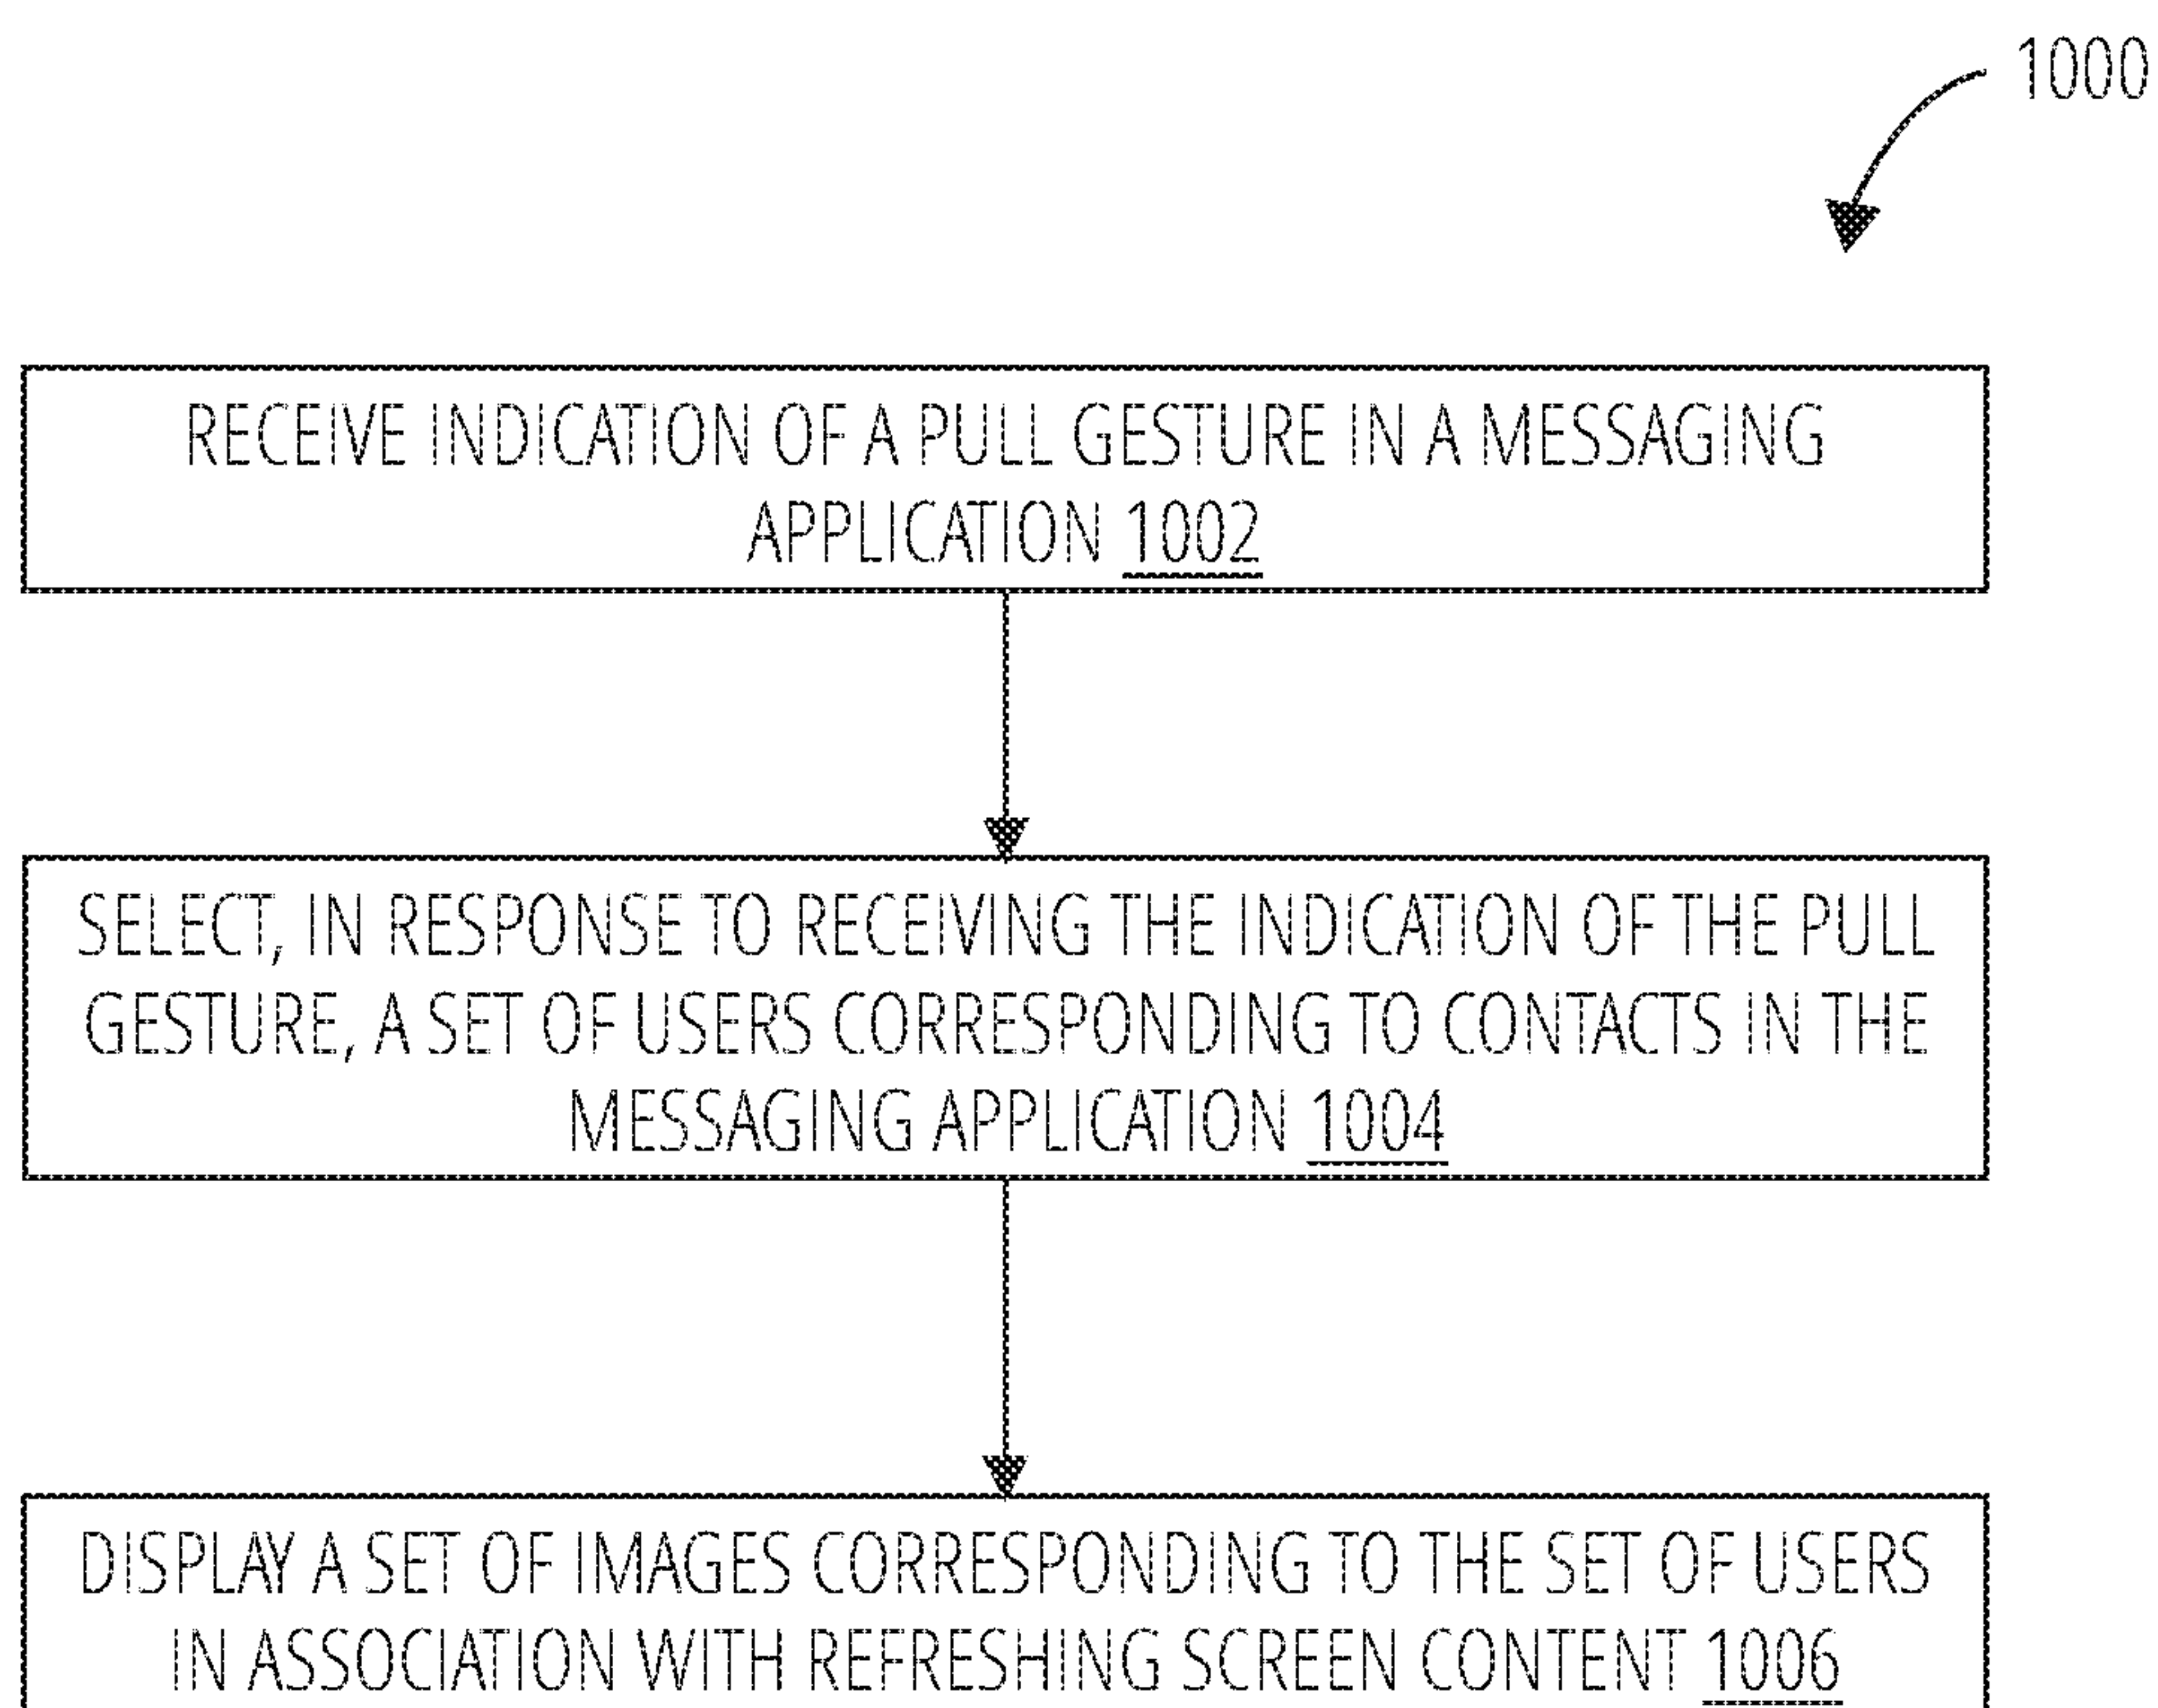 1000
RECEIVE INDICATION OF A PULL GESTURE IN A MESSAGING
APPLICATION 1002
SELECT, IN RESPONSE TO RECEIVING THE INDICATION OF THE PULL
GESTURE, A SET OF USERS CORRESPONDING TO CONTACTS IN THE
MESSAGING APPLICATION 1004
DISPLAY A SET OF IMAGES CORRESPONDING TO THE SET OF USERS
IN ASSOCIATION WITH REFRESHING SCREEN CONTENT 1006